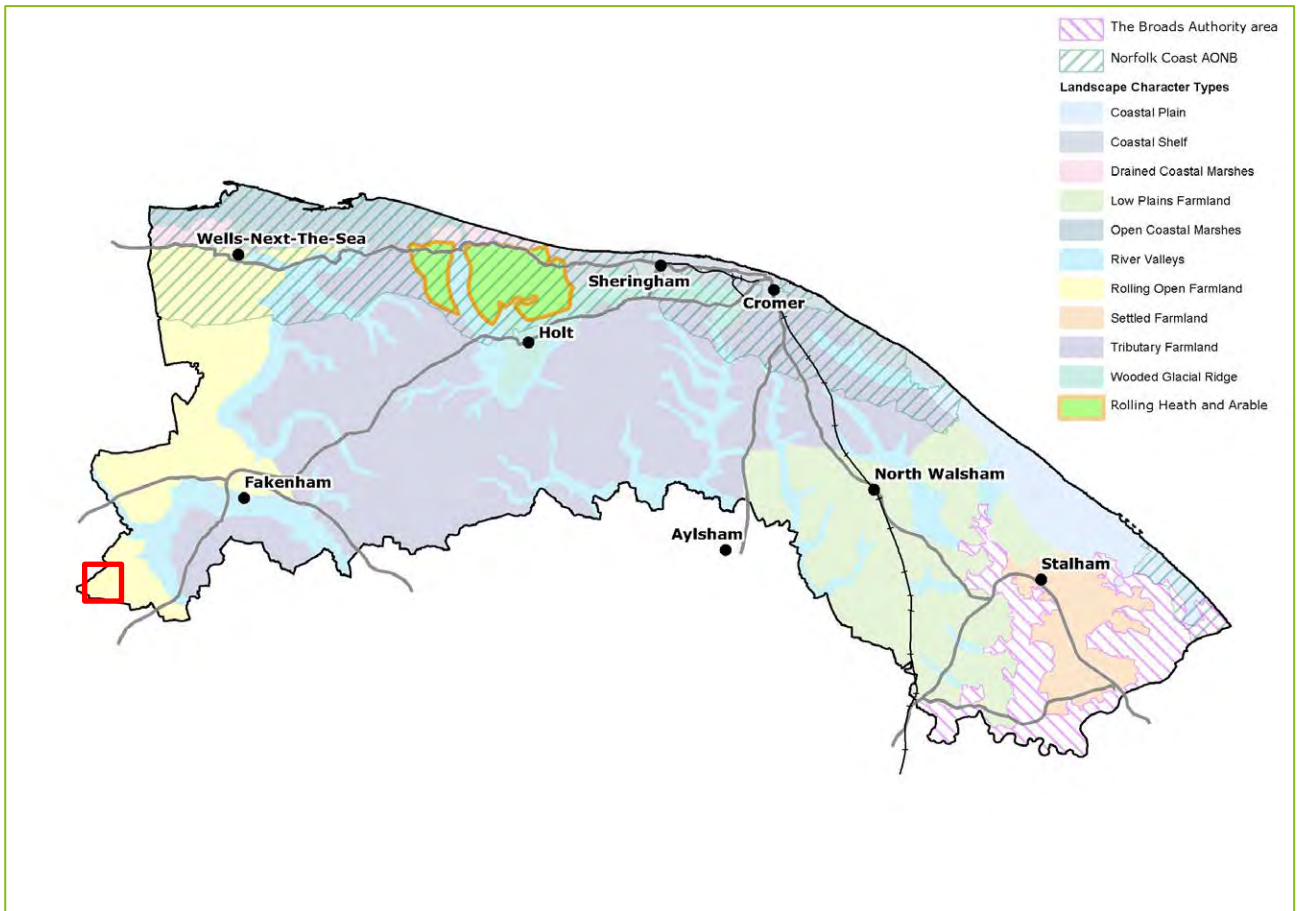 The Broads Authority area
Norfolk Coast AONB
Landscape Character Types
Coastal Plain
Coastal Shelf
Drained Coastal Marshes
Low Plains Farmland
Open Coastal Marshes
River Valleys
Rolling Open Farmland
Settled Farmland
Tributary Farmland
Wooded Glacial Ridge
Rolling Heath and Arable
Wells-Next-The-Sea
Sheringham
Cromer
Holt
Fakenham
North Walsham
Aylsham
Stalham